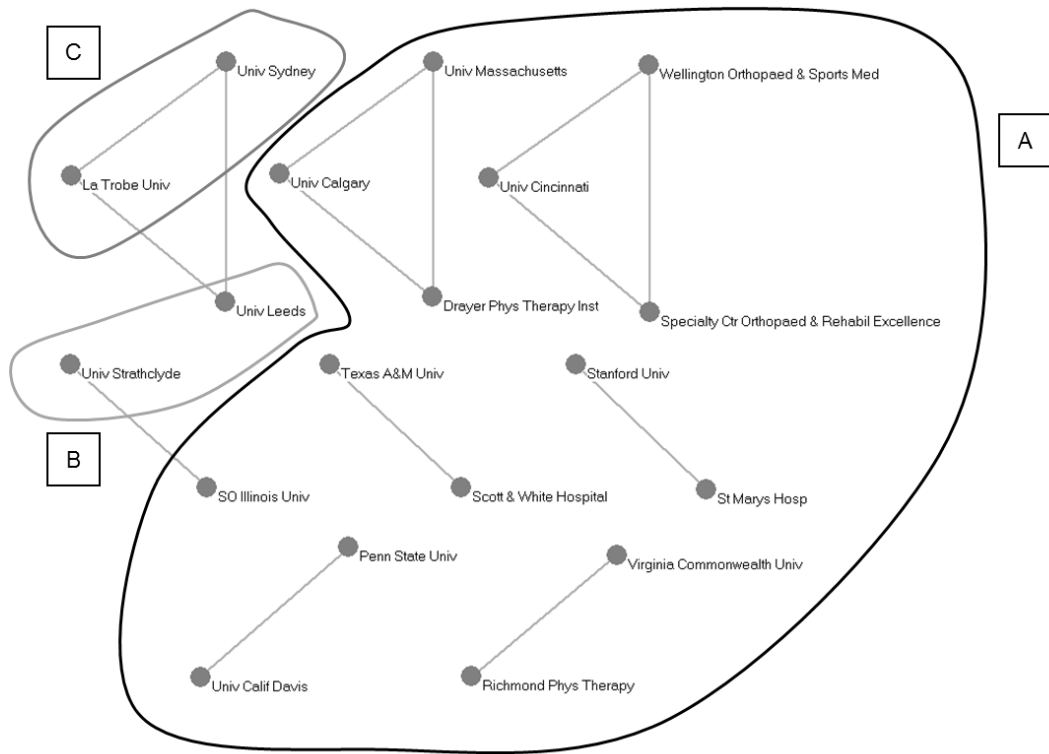 C
Univ Sydney
Univ Massachusetts
Wellington Orthopaed & Sports Med
A
La Trobe Univ
Univ Calgary
Univ Cincinnati
Univ Leeds
Drayer Phys Therapy Inst
Specialty Ctr Orthopaed & Rehabil Excellence
Univ Strathclyde
Texas A&M Univ
Stanford Univ
B
SO Illinois Univ
Scott & White Hospital
St Marys Hosp
Penn State Univ
Virginia Commonwealth Univ
Univ Calif Davis
Richmond Phys Therapy